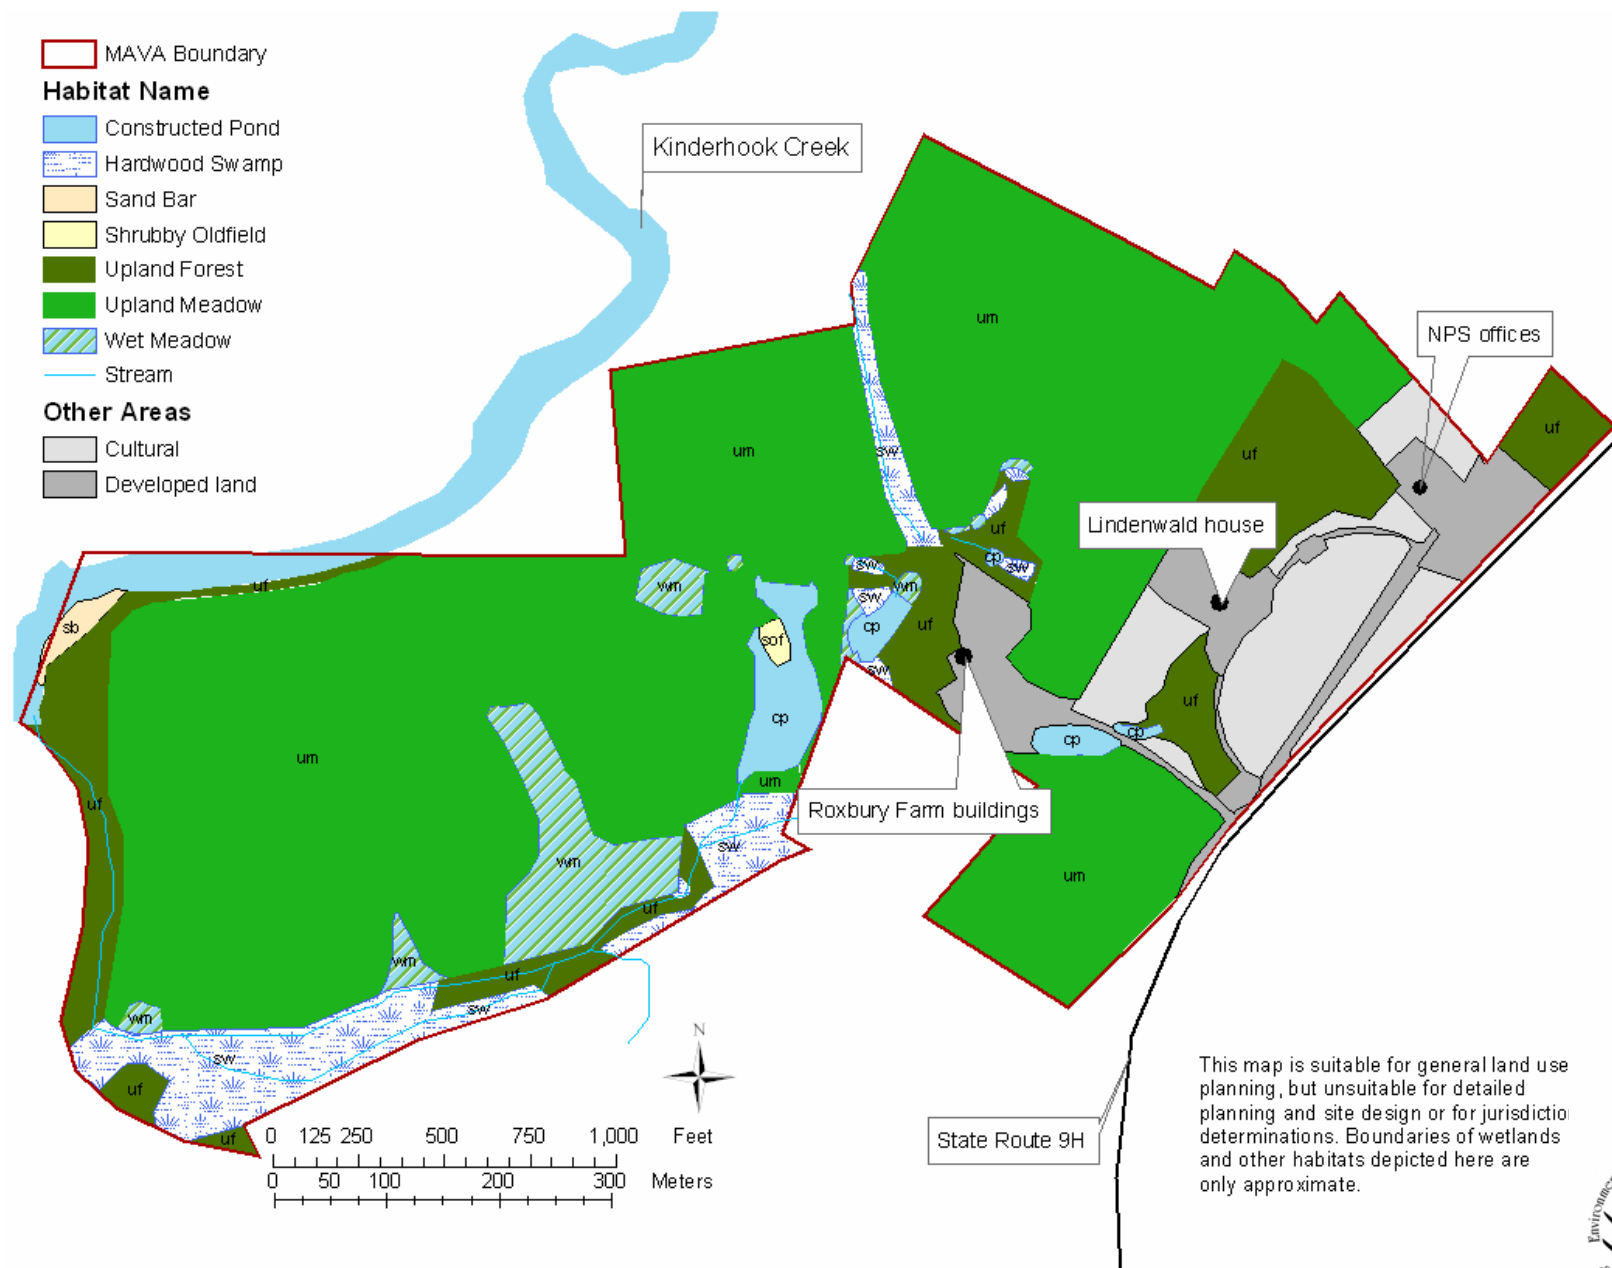 MAVA Boundary
Habitat Name
Constructed Pond
Hardwood Swamp
Sand Bar
Shrubby Oldfield
Upland Forest
Upland Meadow
Wet Meadow
Stream
Other Areas
Cultural
Developed land
Kinderhook Creek
NPS offices
Lindenwald house
Roxbury Farm buildings
State Route 9H
um
uf
uf
um
sw
uf
cp
sw
sw
wm
sw
cp
uf
sw
wm
uf
sb
sof
cp
um
uf
cp
cp
um
uf
wm
sw
um
uf
wm
uf
sw
wm
sw
uf
uf
N
0 125 250 500 750 1,000 Feet
0 50 100 200 300 Meters
This map is suitable for general land use
planning, but unsuitable for detailed
planning and site design or for jurisdictio
determinations. Boundaries of wetlands
and other habitats depicted here are
only approximate.